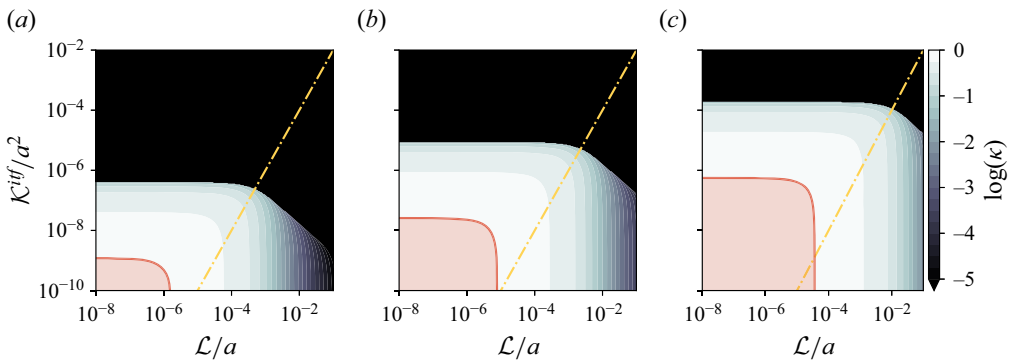 (a) (b) (c)
10⁻² 0
10⁻⁴ −1
10⁻⁶ −2
10⁻⁸ −3
10⁻¹⁰ −4
−5
𝒦^{itf}/a²
log(κ)
10⁻⁸ 10⁻⁶ 10⁻⁴ 10⁻² 10⁻⁸ 10⁻⁶ 10⁻⁴ 10⁻² 10⁻⁸ 10⁻⁶ 10⁻⁴ 10⁻²
ℒ/a ℒ/a ℒ/a